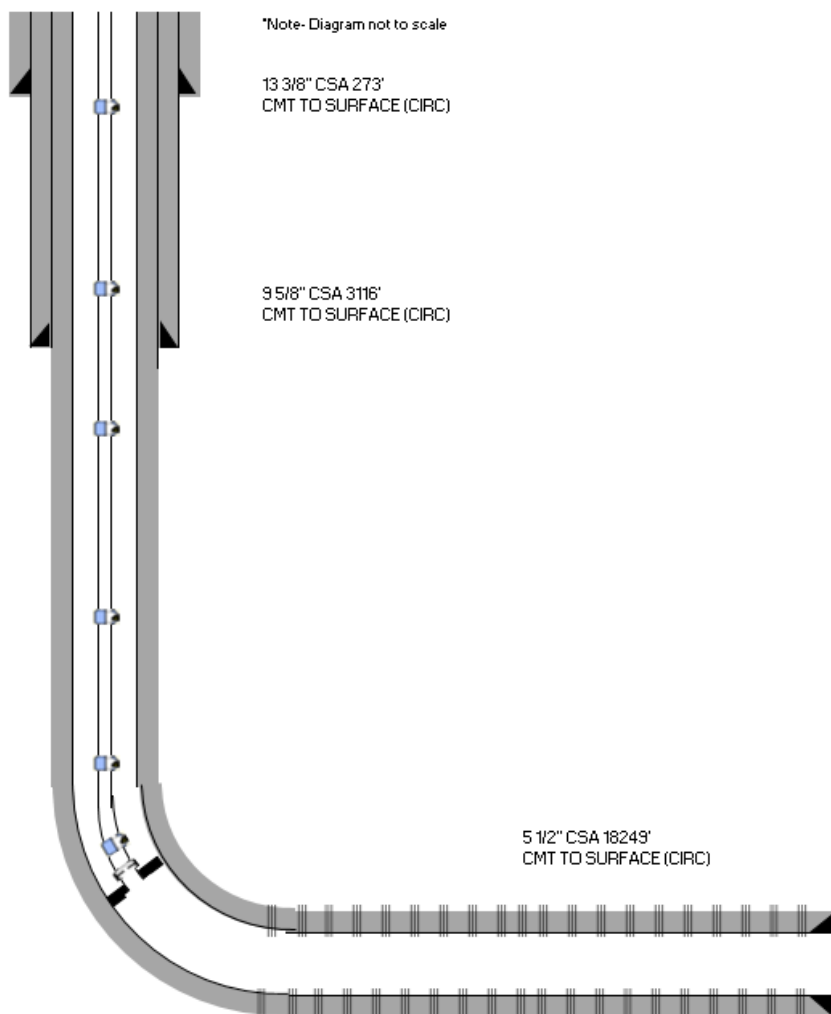 *Note- Diagram not to scale
13 3/8" CSA 273'
CMT TO SURFACE (CIRC)
9 5/8" CSA 3116'
CMT TO SURFACE (CIRC)
5 1/2" CSA 18249'
CMT TO SURFACE (CIRC)